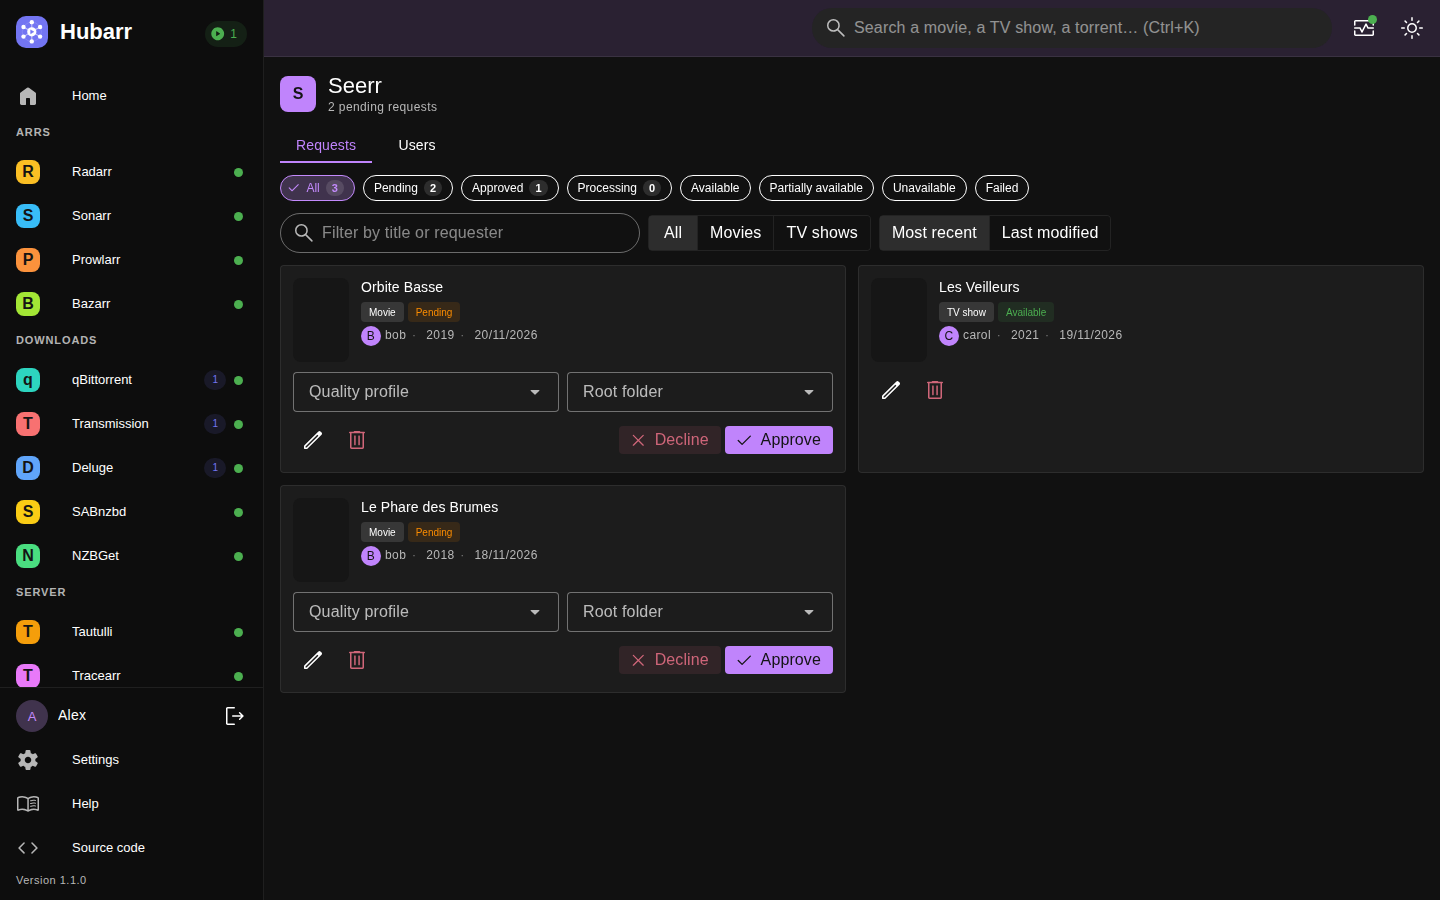 Hubarr
1
Search a movie, a TV show, a torrent… (Ctrl+K)
Home
ARRS
R Radarr
S Sonarr
P Prowlarr
B Bazarr
DOWNLOADS
q qBittorrent 1
T Transmission 1
D Deluge 1
S SABnzbd
N NZBGet
SERVER
T Tautulli
T Tracearr
A Alex
Settings
Help
Source code
Version 1.1.0
S Seerr
2 pending requests
Requests Users
All 3 Pending 2 Approved 1 Processing 0 Available Partially available Unavailable Failed
Filter by title or requester All Movies TV shows Most recent Last modified
Orbite Basse
Movie Pending
B bob · 2019 · 20/11/2026
Quality profile Root folder
Decline Approve
Les Veilleurs
TV show Available
C carol · 2021 · 19/11/2026
Le Phare des Brumes
Movie Pending
B bob · 2018 · 18/11/2026
Quality profile Root folder
Decline Approve